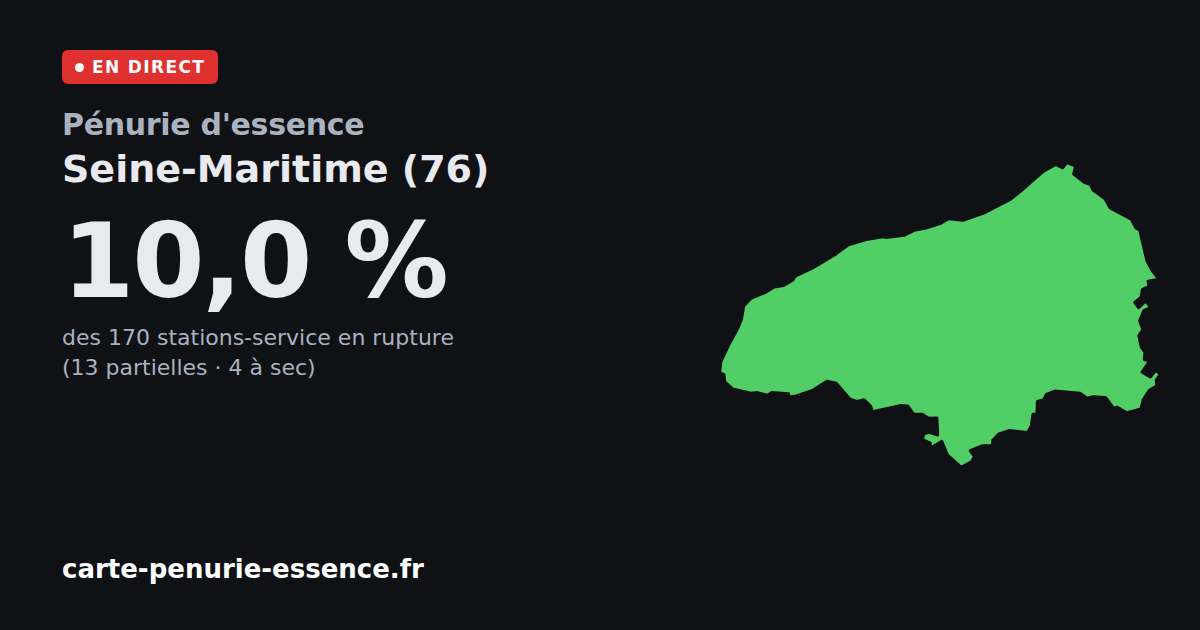 EN DIRECT
Pénurie d'essence
Seine-Maritime (76)
10,0 %
des 170 stations-service en rupture
(13 partielles · 4 à sec)
carte-penurie-essence.fr